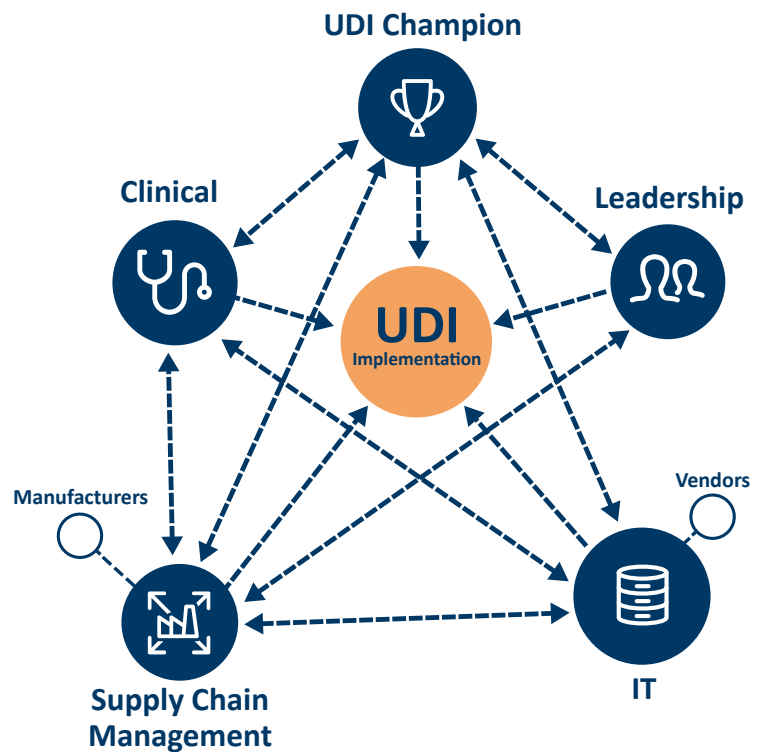 UDI Champion
Clinical
Leadership
UDI
Implementation
Manufacturers
Vendors
Supply Chain
Management
IT